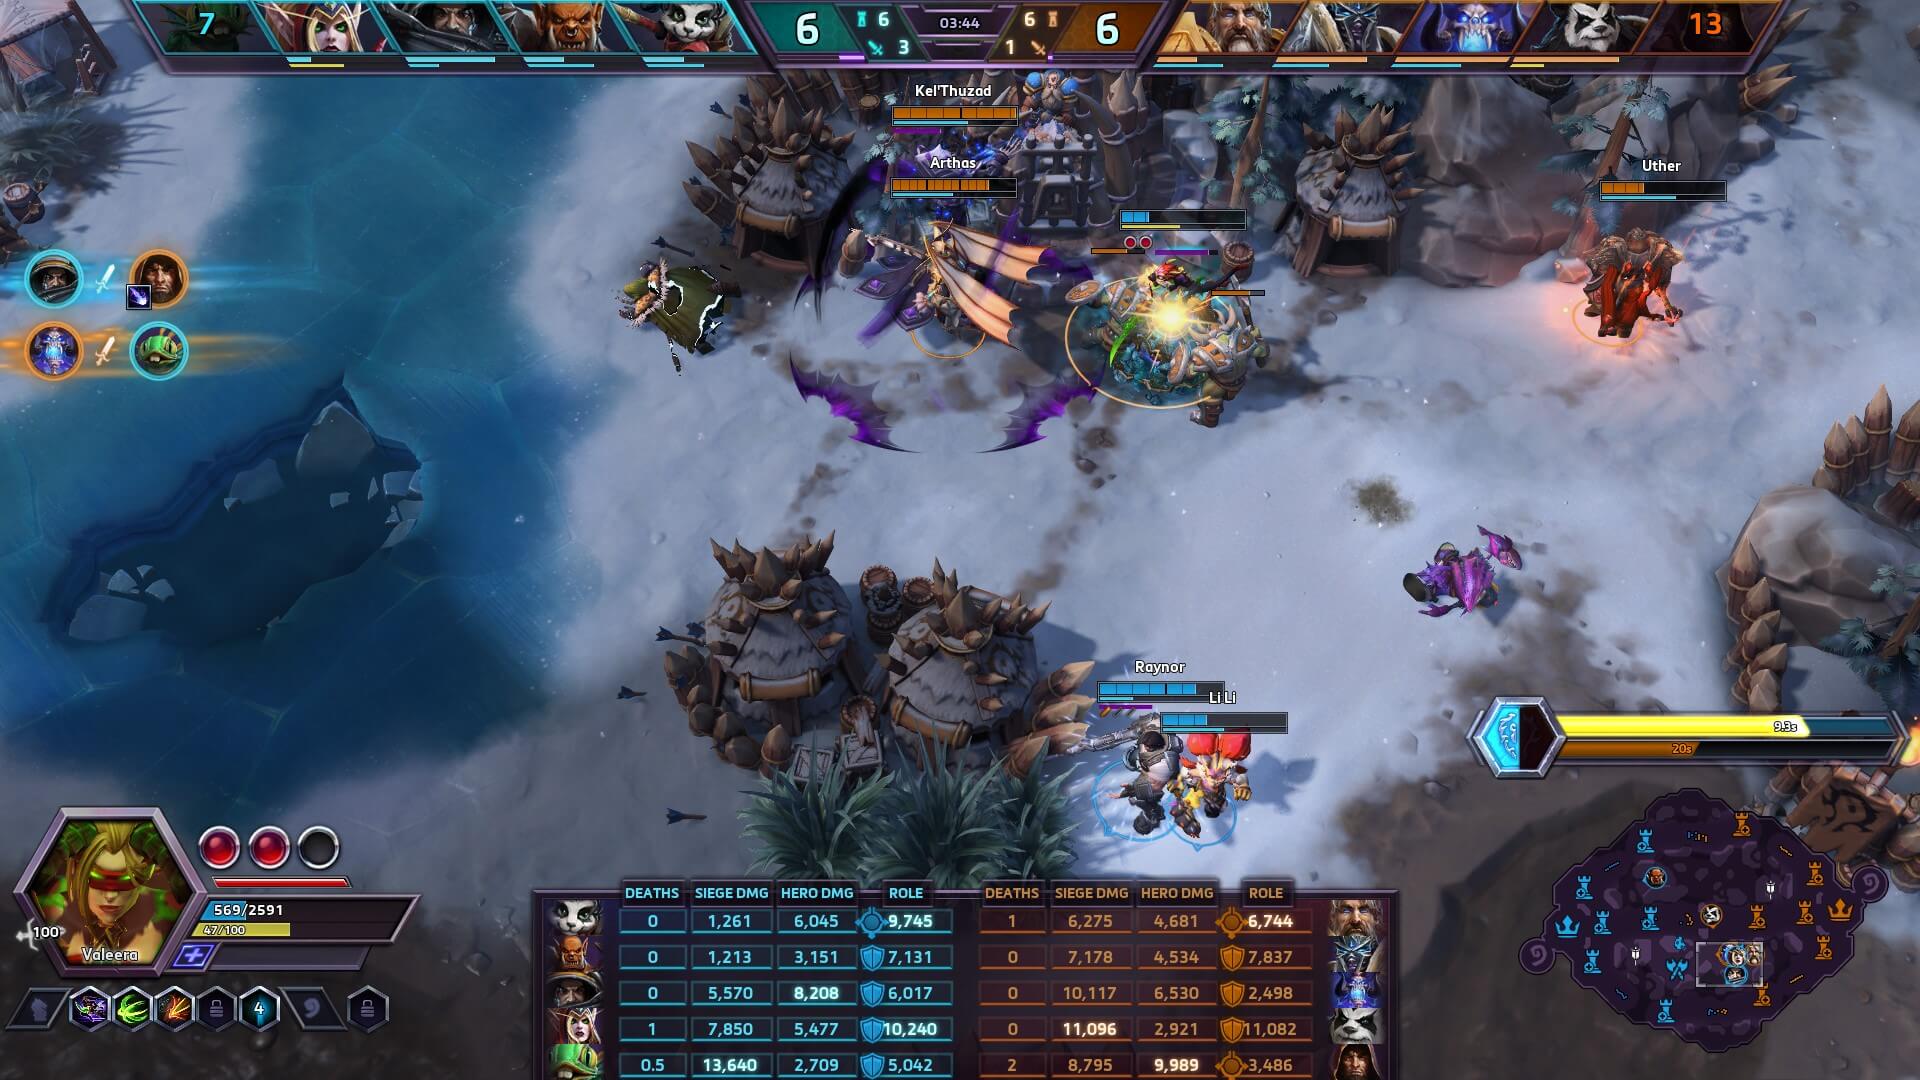 7
6
6
3
03:44
6
1
6
13
Kel'Thuzad
Arthas
Uther
Raynor
Li Li
9.3s
20s
100
Valeera
569/2591
47/100
4
DEATHS SIEGE DMG HERO DMG ROLE DEATHS SIEGE DMG HERO DMG ROLE
0 1,261 6,045 9,745 1 6,275 4,681 6,744
0 1,213 3,151 7,131 0 7,178 4,534 7,837
0 5,570 8,208 6,017 0 10,117 6,530 2,498
1 7,850 5,477 10,240 0 11,096 2,921 11,082
0.5 13,640 2,709 5,042 2 8,795 9,989 3,486